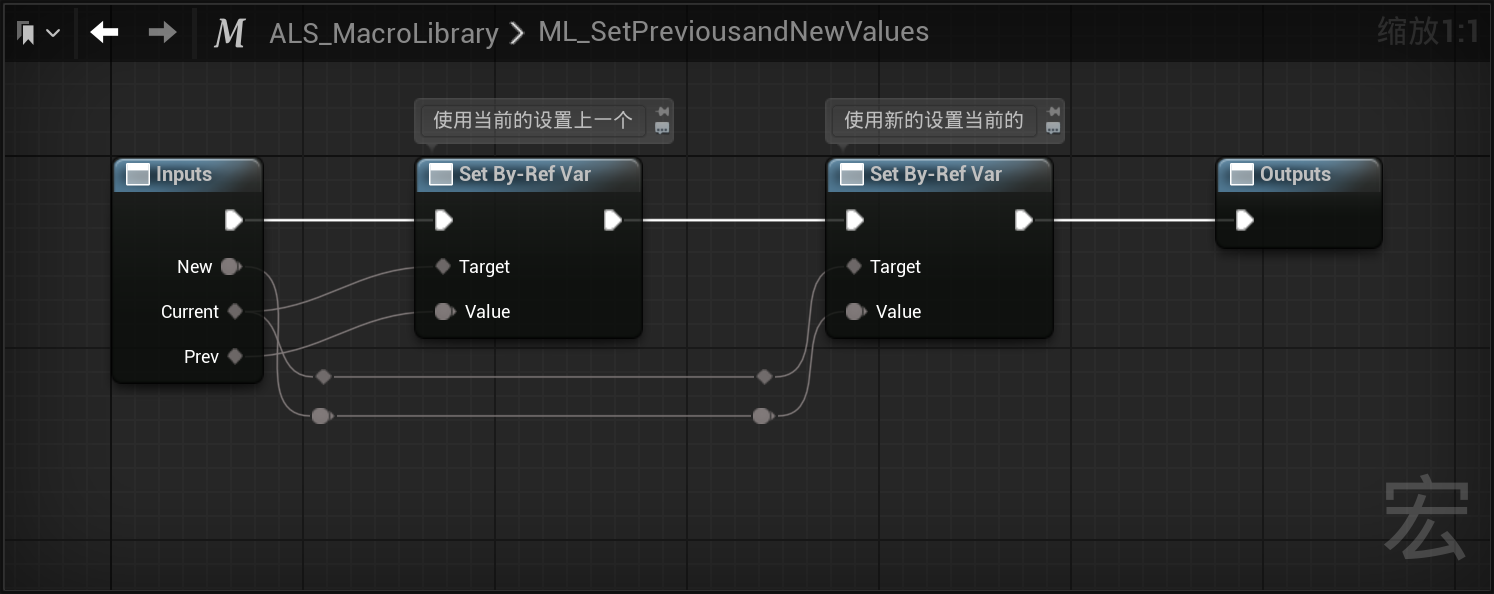 ALS_MacroLibrary > ML_SetPreviousandNewValues
缩放1:1
使用当前的设置上一个
使用新的设置当前的
Inputs
Set By-Ref Var
Set By-Ref Var
Outputs
New
Target
Target
Current
Value
Value
Prev
宏